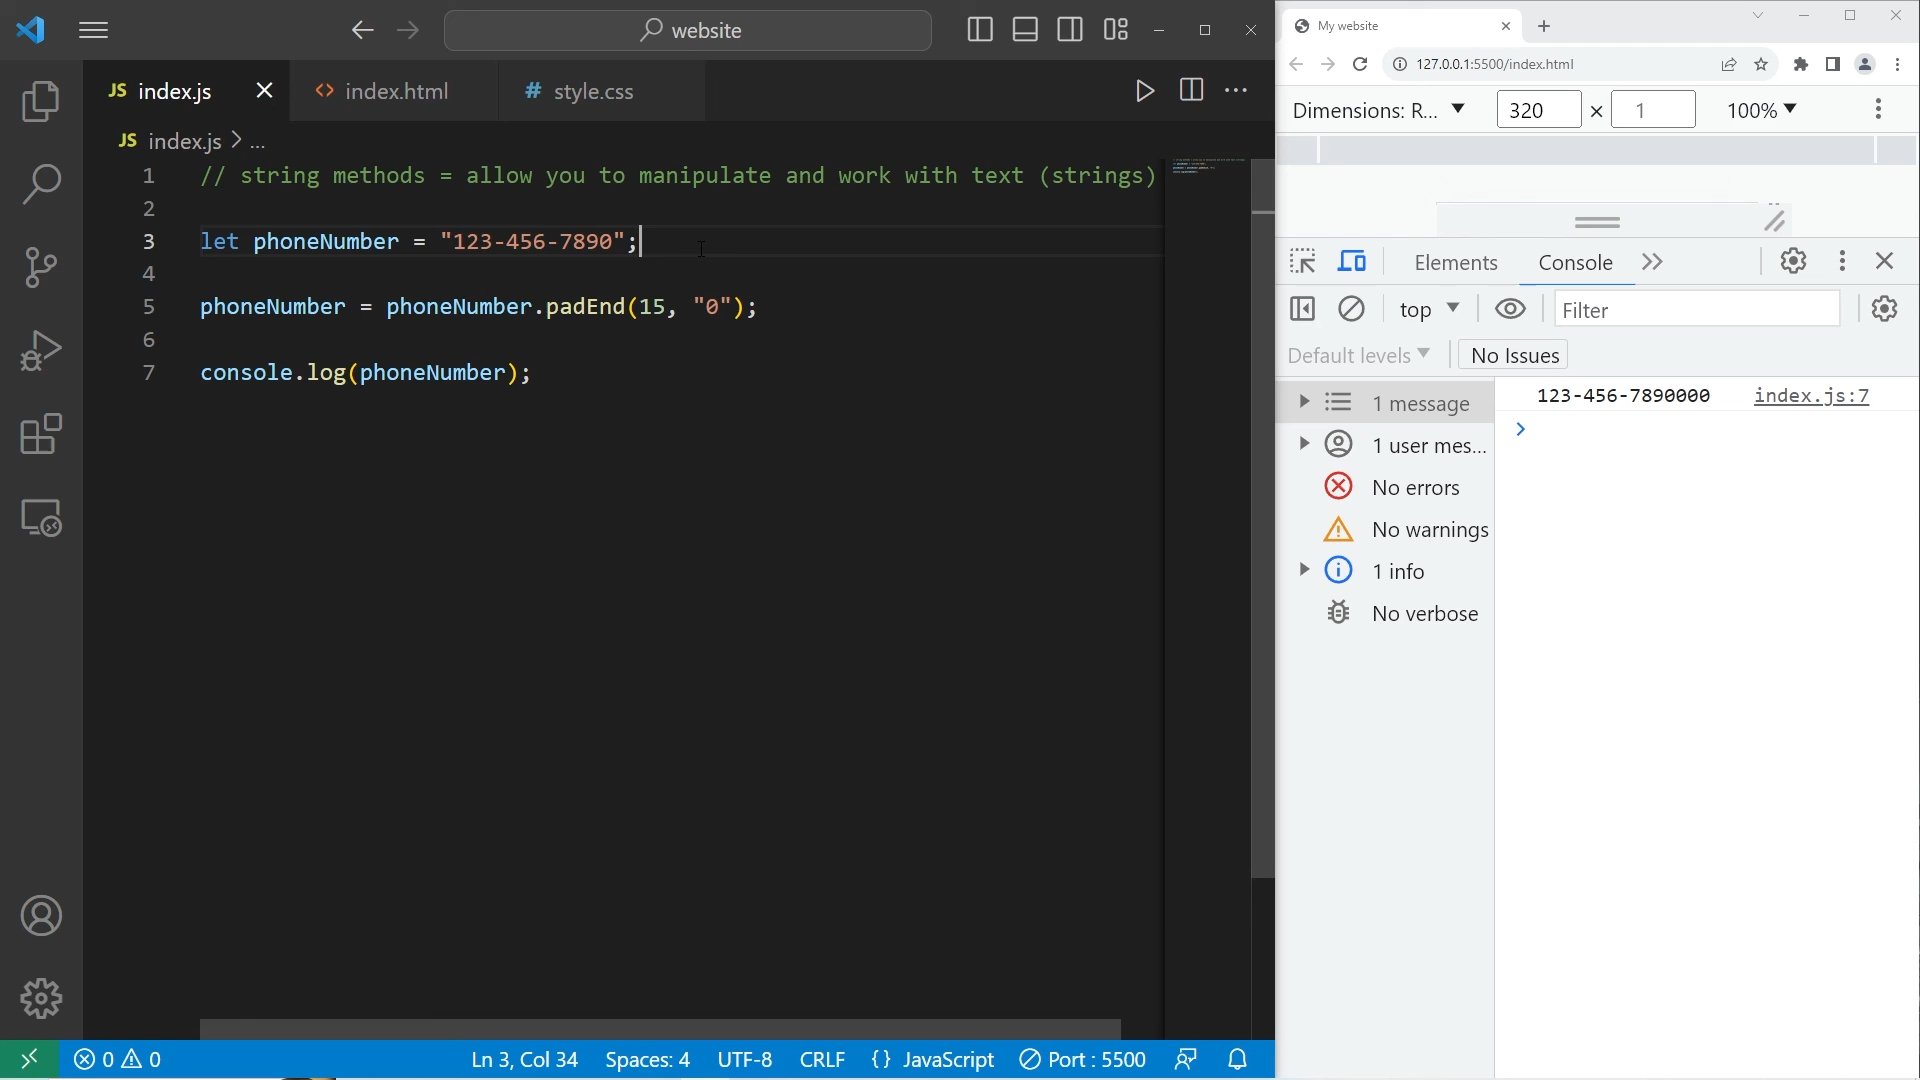 website
My website
127.0.0.1:5500/index.html
JS index.js
<> index.html
# style.css
Dimensions: R... 320 × 1 100%
JS index.js > ...
1 // string methods = allow you to manipulate and work with text (strings)
2
3 let phoneNumber = "123-456-7890";
4
5 phoneNumber = phoneNumber.padEnd(15, "0");
6
7 console.log(phoneNumber);
Elements Console
top Filter
Default levels No Issues
1 message
1 user mes...
No errors
No warnings
1 info
No verbose
123-456-7890000 index.js:7
>
0 0 Ln 3, Col 34 Spaces: 4 UTF-8 CRLF {} JavaScript Port : 5500